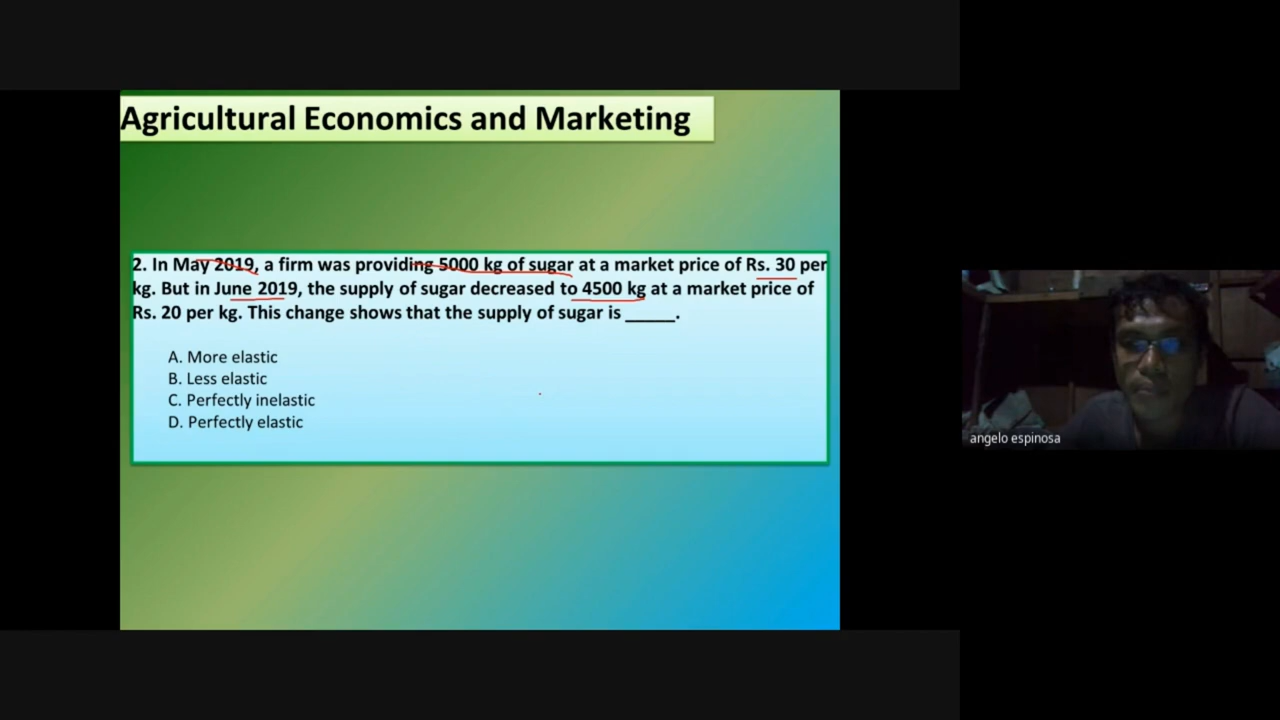 Agricultural Economics and Marketing
2. In May 2019, a firm was providing 5000 kg of sugar at a market price of Rs. 30 per
kg. But in June 2019, the supply of sugar decreased to 4500 kg at a market price of
Rs. 20 per kg. This change shows that the supply of sugar is _____.
A. More elastic
B. Less elastic
C. Perfectly inelastic
D. Perfectly elastic
angelo espinosa